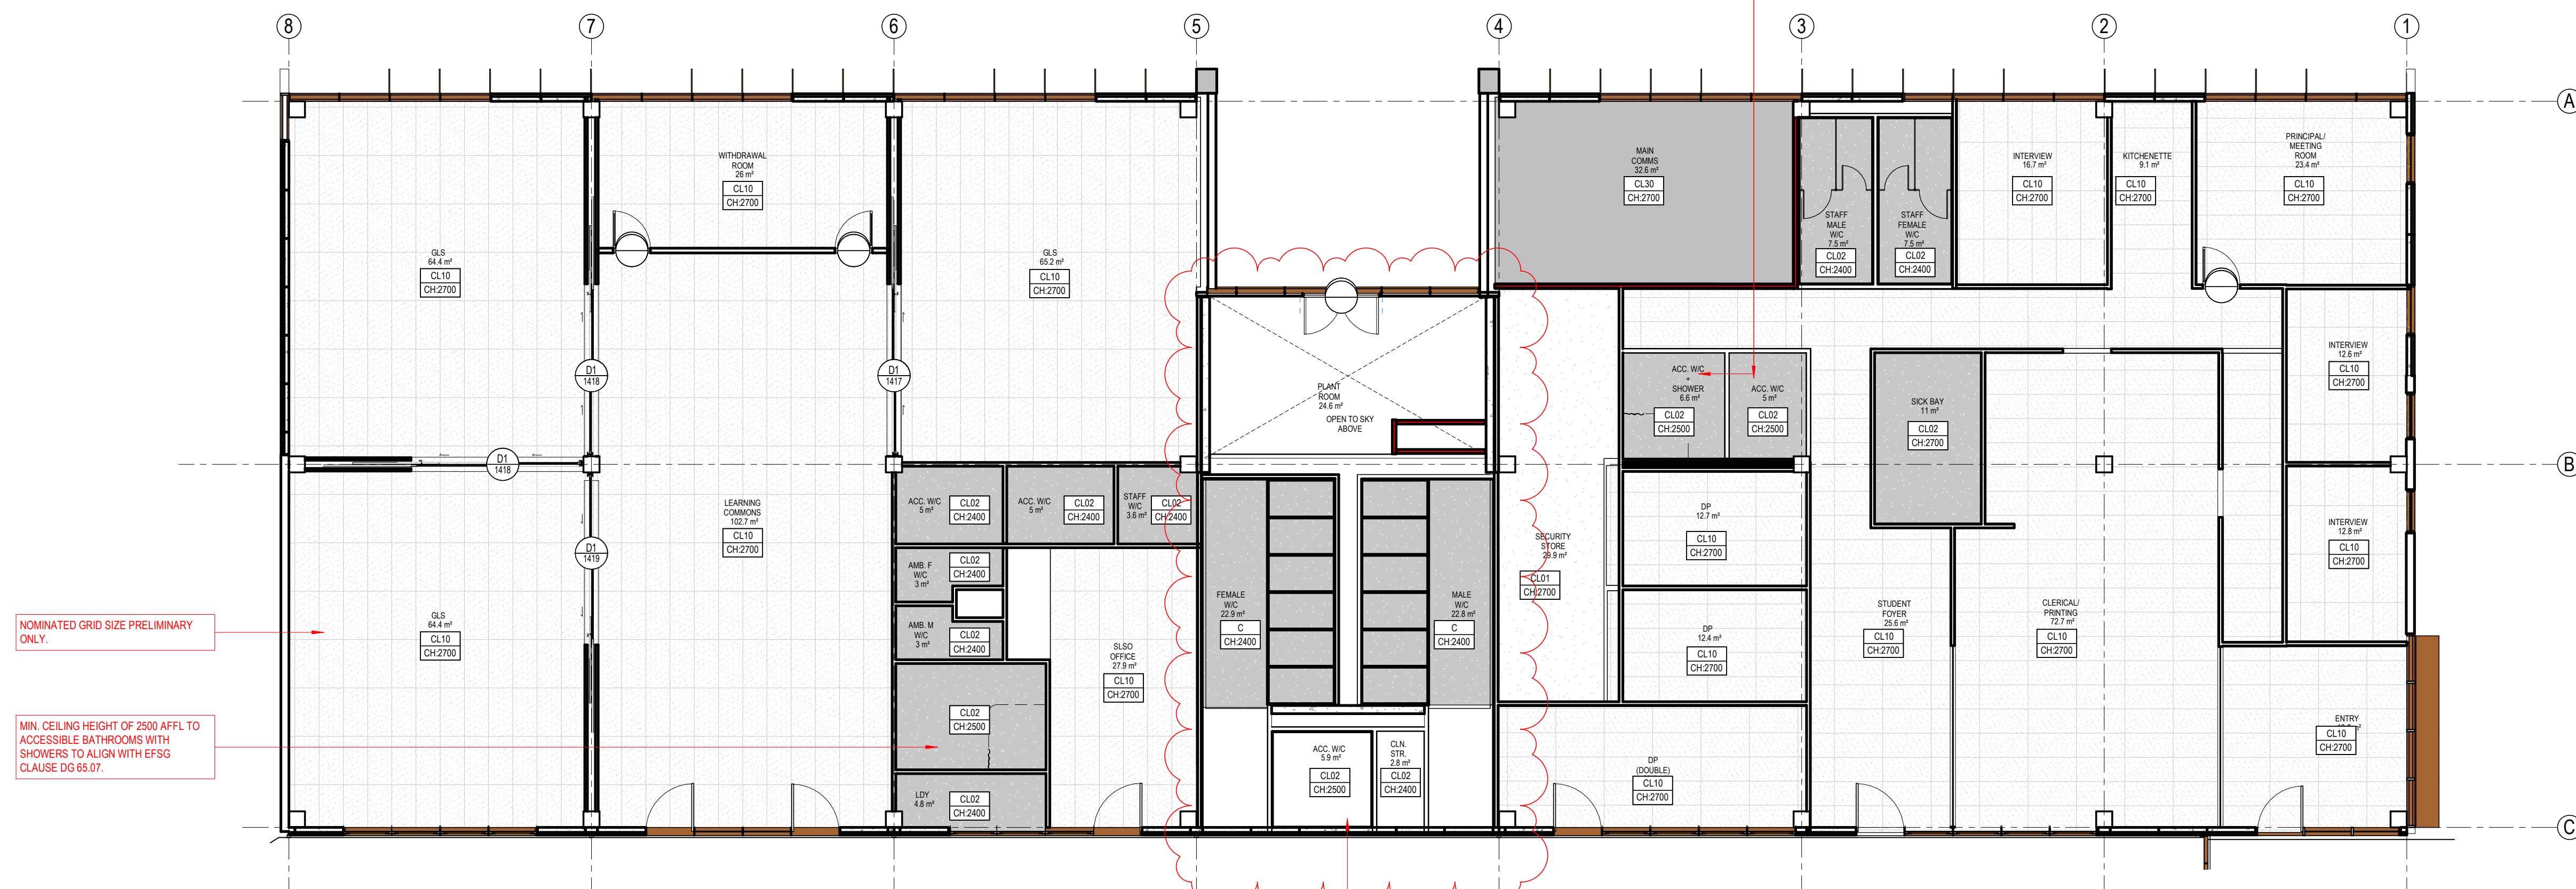 8
7
6
5
4
3
2
1
A
B
C
WITHDRAWAL
ROOM
26 m²
CL10
CH:2700
GLS
64.4 m²
CL10
CH:2700
GLS
65.2 m²
CL10
CH:2700
MAIN
COMMS
32.6 m²
CL30
CH:2700
STAFF
MALE
W/C
7.5 m²
CL02
CH:2400
STAFF
FEMALE
W/C
7.5 m²
CL02
CH:2400
INTERVIEW
16.7 m²
CL10
CH:2700
KITCHENETTE
9.1 m²
CL10
CH:2700
PRINCIPAL/
MEETING
ROOM
23.4 m²
CL10
CH:2700
D1
1418
D1
1417
PLANT
ROOM
24.6 m²
OPEN TO SKY
ABOVE
ACC. W/C
+
SHOWER
6.6 m²
CL02
CH:2500
ACC. W/C
5 m²
CL02
CH:2500
SICK BAY
11 m²
CL02
CH:2700
INTERVIEW
12.6 m²
CL10
CH:2700
D1
1418
LEARNING
COMMONS
102.7 m²
CL10
CH:2700
ACC. W/C
5 m²
CL02
CH:2400
ACC. W/C
5 m²
CL02
CH:2400
STAFF
W/C
3.6 m²
CL02
CH:2400
D1
1419
AMB. F
W/C
3 m²
CL02
CH:2400
AMB. M
W/C
3 m²
CL02
CH:2400
FEMALE
W/C
22.9 m²
C
CH:2400
MALE
W/C
22.8 m²
C
CH:2400
SECURITY
STORE
29.9 m²
CL01
CH:2700
DP
12.7 m²
CL10
CH:2700
DP
12.4 m²
CL10
CH:2700
INTERVIEW
12.8 m²
CL10
CH:2700
STUDENT
FOYER
25.6 m²
CL10
CH:2700
CLERICAL/
PRINTING
72.7 m²
CL10
CH:2700
NOMINATED GRID SIZE PRELIMINARY
ONLY.
GLS
64.4 m²
CL10
CH:2700
SLSO
OFFICE
27.9 m²
CL10
CH:2700
MIN. CEILING HEIGHT OF 2500 AFFL TO
ACCESSIBLE BATHROOMS WITH
SHOWERS TO ALIGN WITH EFSG
CLAUSE DG 65.07.
CL02
CH:2500
LDY
4.8 m²
CL02
CH:2400
ACC. W/C
5.9 m²
CL02
CH:2500
CLN.
STR.
2.8 m²
CL02
CH:2400
DP
(DOUBLE)
CL10
CH:2700
ENTRY
CL10
CH:2700